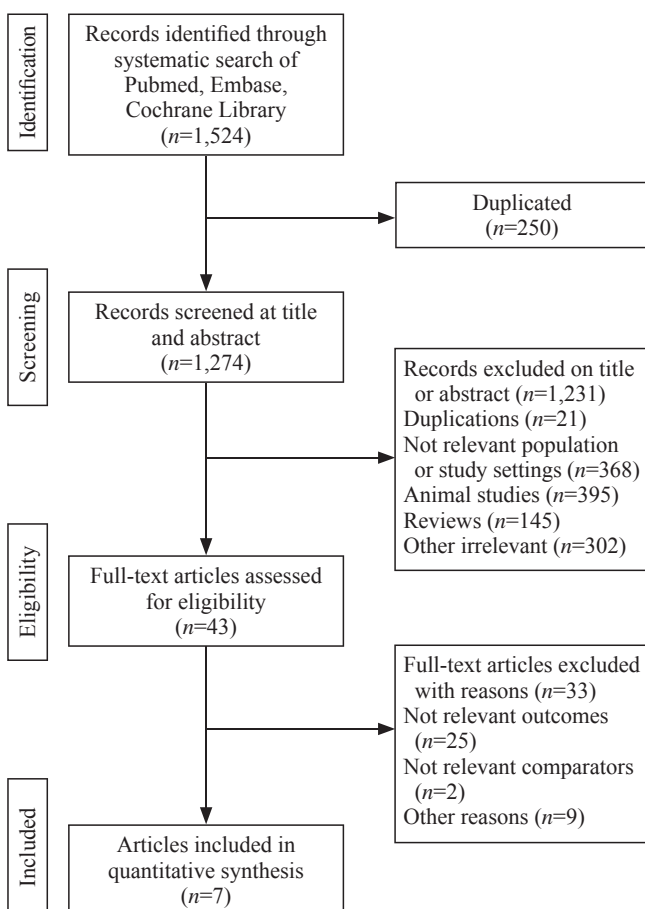 Identification
Records identified through
systematic search of
Pubmed, Embase,
Cochrane Library
(n=1,524)
Duplicated
(n=250)
Screening
Records screened at title
and abstract
(n=1,274)
Records excluded on title
or abstract (n=1,231)
Duplications (n=21)
Not relevant population
or study settings (n=368)
Animal studies (n=395)
Reviews (n=145)
Other irrelevant (n=302)
Eligibility
Full-text articles assessed
for eligibility
(n=43)
Full-text articles excluded
with reasons (n=33)
Not relevant outcomes
(n=25)
Not relevant comparators
(n=2)
Other reasons (n=9)
Included
Articles included in
quantitative synthesis
(n=7)